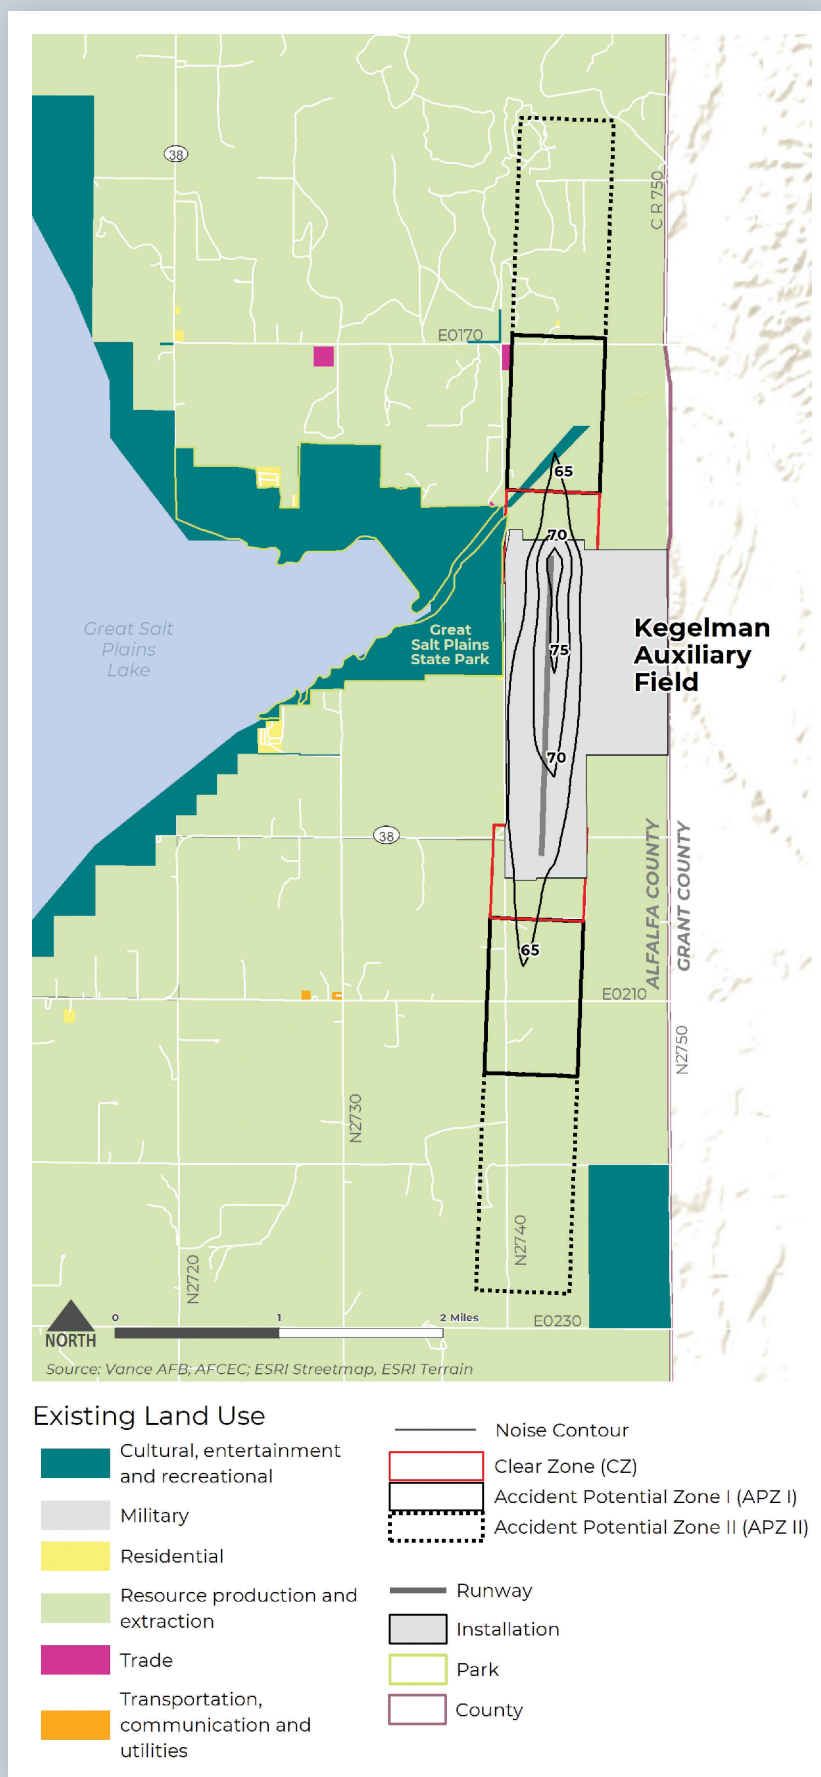 38
C R 750
E0170
65
70
Great Salt
Plains
Lake
Great
Salt Plains
State Park
75
Kegelman
Auxiliary
Field
70
38
ALFALFA COUNTY
GRANT COUNTY
65
E0210
N2750
N2730
N2740
N2720
0 1 2 Miles
E0230
NORTH
Source: Vance AFB; AFCEC; ESRI Streetmap, ESRI Terrain
Existing Land Use
Cultural, entertainment
and recreational
Military
Residential
Resource production and
extraction
Trade
Transportation,
communication and
utilities
Noise Contour
Clear Zone (CZ)
Accident Potential Zone I (APZ I)
Accident Potential Zone II (APZ II)
Runway
Installation
Park
County